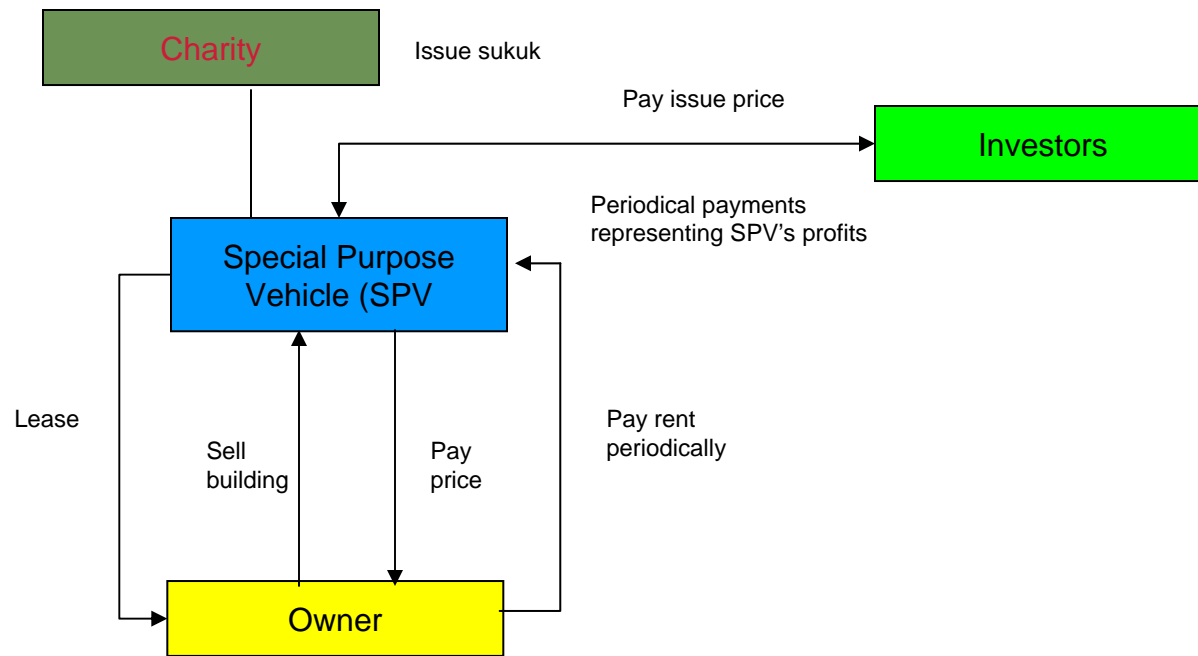 Charity
Issue sukuk
Pay issue price
Investors
Periodical payments
representing SPV's profits
Special Purpose
Vehicle (SPV
Lease
Sell
building
Pay
price
Pay rent
periodically
Owner